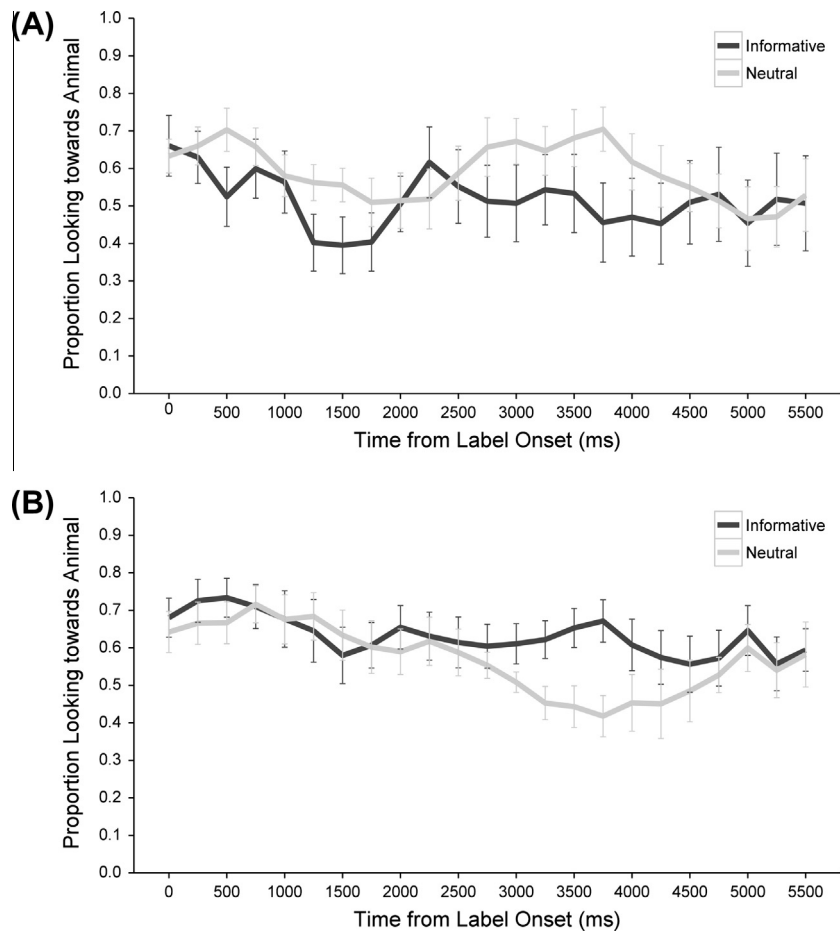 (A)
Proportion Looking towards Animal
1.0
0.9
0.8
0.7
0.6
0.5
0.4
0.3
0.2
0.1
0.0
Informative
Neutral
0 500 1000 1500 2000 2500 3000 3500 4000 4500 5000 5500
Time from Label Onset (ms)
(B)
Proportion Looking towards Animal
1.0
0.9
0.8
0.7
0.6
0.5
0.4
0.3
0.2
0.1
0.0
Informative
Neutral
0 500 1000 1500 2000 2500 3000 3500 4000 4500 5000 5500
Time from Label Onset (ms)